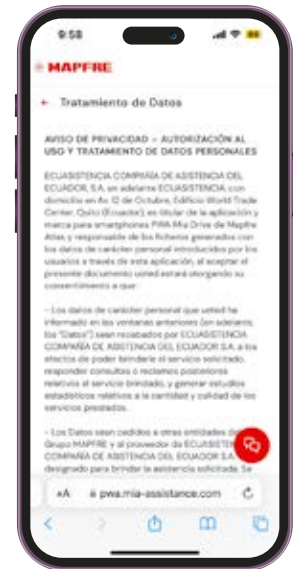 9:58
MAPFRE
← Tratamiento de Datos
AVISO DE PRIVACIDAD – AUTORIZACIÓN AL
USO Y TRATAMIENTO DE DATOS PERSONALES
ECUASISTENCIA COMPAÑÍA DE ASISTENCIA DEL
ECUADOR, S.A. en adelante ECUASISTENCIA, con
domicilio en Av. 12 de Octubre, Edificio World Trade
Center, Quito (Ecuador); es titular de la aplicación y
marca para smartphones PWA Mia Drive de Mapfre
Atlas y responsable de los ficheros generados con
los datos de carácter personal introducidos por los
usuarios a través de esta aplicación, al aceptar el
presente documento usted estará otorgando su
consentimiento a que:
- Los datos de carácter personal que usted ha
informado en las ventanas anteriores (en adelante,
los "Datos") sean recabados por ECUASISTENCIA
COMPAÑÍA DE ASISTENCIA DEL ECUADOR S.A. a los
efectos de poder brindarle el servicio solicitado,
responder consultas o reclamos posteriores
relativos al servicio brindado, y generar estudios
estadísticos relativos a la cantidad y calidad de los
servicios prestados.
- Los Datos sean cedidos a otras entidades del
Grupo MAPFRE y al proveedor de ECUASISTEN
COMPAÑÍA DE ASISTENCIA DEL ECUADOR S.A.
designado para brindar la asistencia solicitada. Se
AA pwa.mia-assistance.com